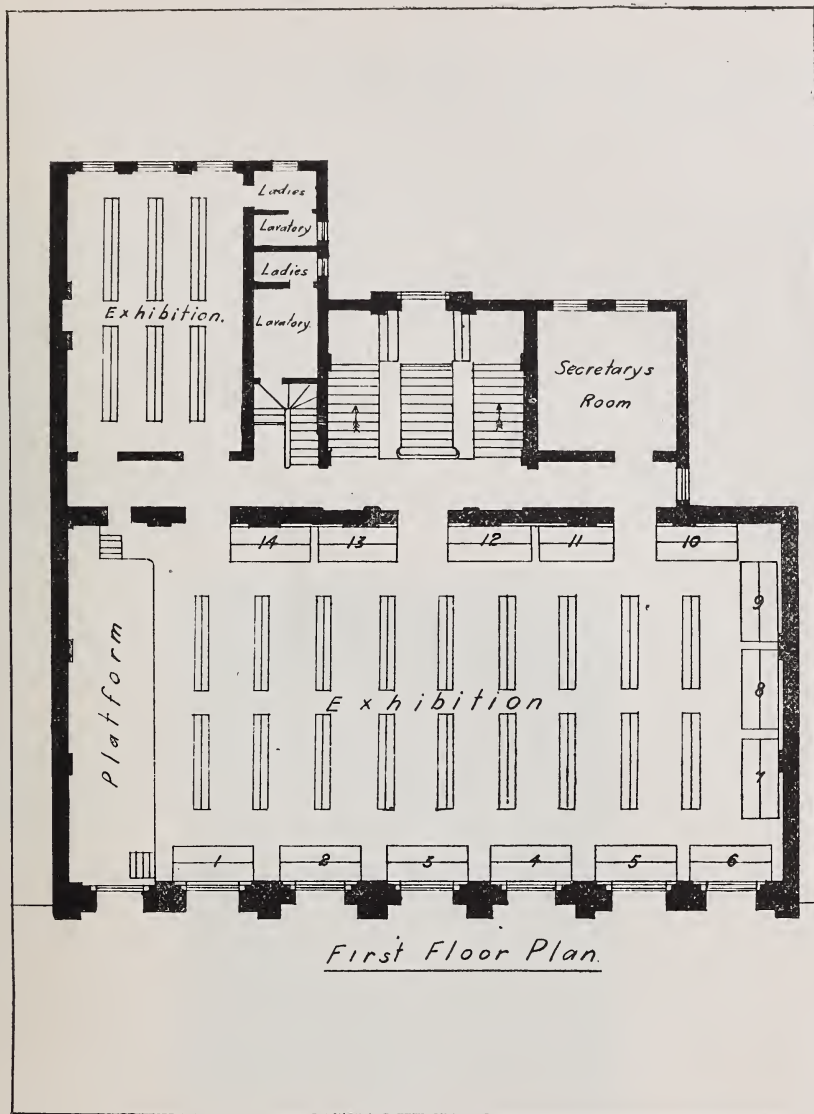 Ladies
Lavatory
Ladies
Exhibition.
Lavatory.
Secretarys
Room
14
13
12
11
10
9
Platform
Exhibition
8
7
1
2
3
4
5
6
First Floor Plan.